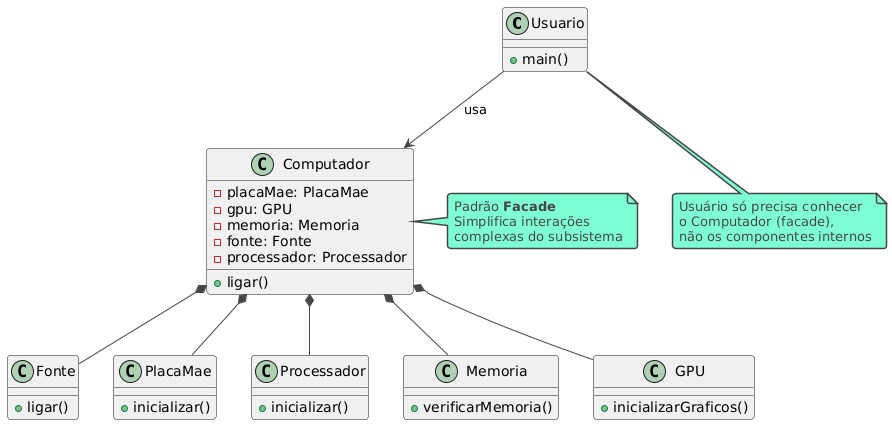 C Usuario
main()
usa
C Computador
placaMae: PlacaMae
gpu: GPU
memoria: Memoria
fonte: Fonte
processador: Processador
ligar()
Padrão Facade
Simplifica interações
complexas do subsistema
Usuário só precisa conhecer
o Computador (facade),
não os componentes internos
C Fonte
ligar()
C PlacaMae
inicializar()
C Processador
inicializar()
C Memoria
verificarMemoria()
C GPU
inicializarGraficos()